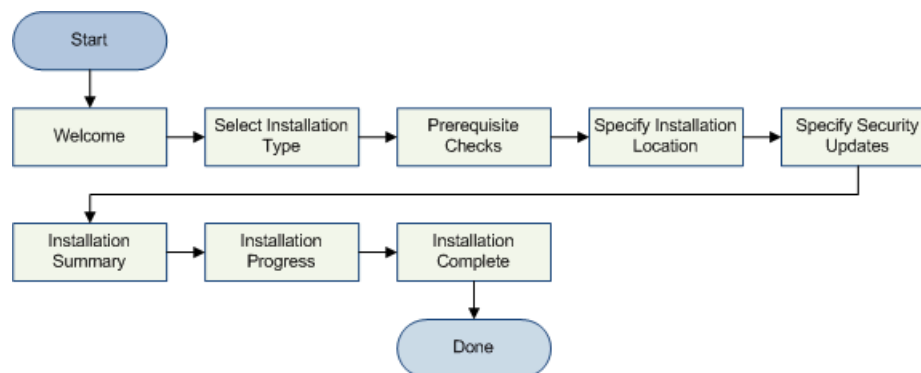 Start
Welcome
Select Installation
Type
Prerequisite
Checks
Specify Installation
Location
Specify Security
Updates
Installation
Summary
Installation
Progress
Installation
Complete
Done